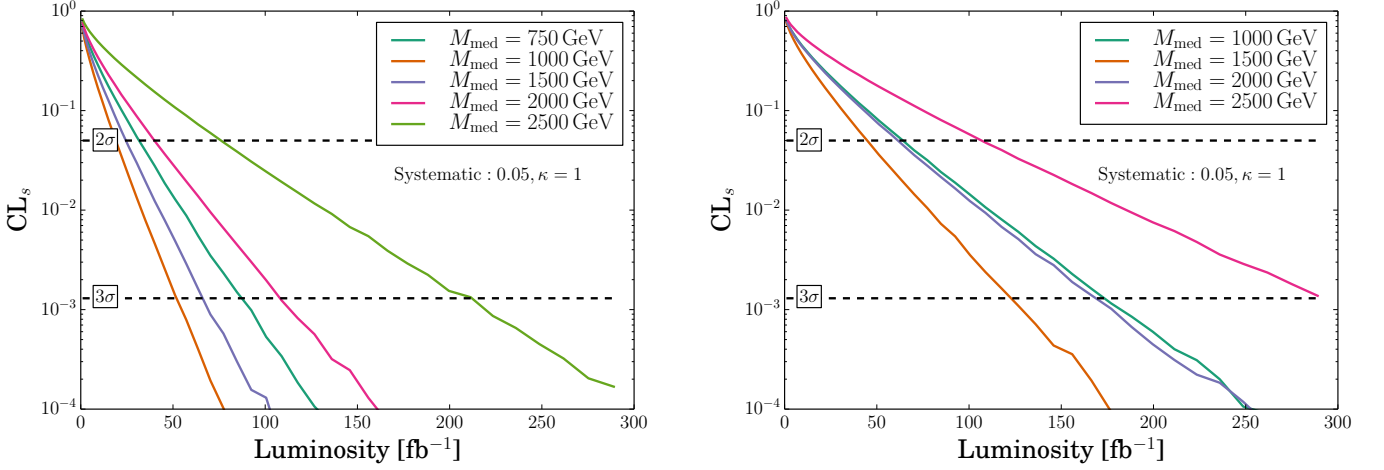 10⁰
10⁻¹
10⁻²
10⁻³
10⁻⁴
CLₛ
M_med = 750 GeV
M_med = 1000 GeV
M_med = 1500 GeV
M_med = 2000 GeV
M_med = 2500 GeV
2σ
Systematic : 0.05, κ = 1
3σ
0 50 100 150 200 250 300
Luminosity [fb⁻¹]
10⁰
10⁻¹
10⁻²
10⁻³
10⁻⁴
CLₛ
M_med = 1000 GeV
M_med = 1500 GeV
M_med = 2000 GeV
M_med = 2500 GeV
2σ
Systematic : 0.05, κ = 1
3σ
0 50 100 150 200 250 300
Luminosity [fb⁻¹]